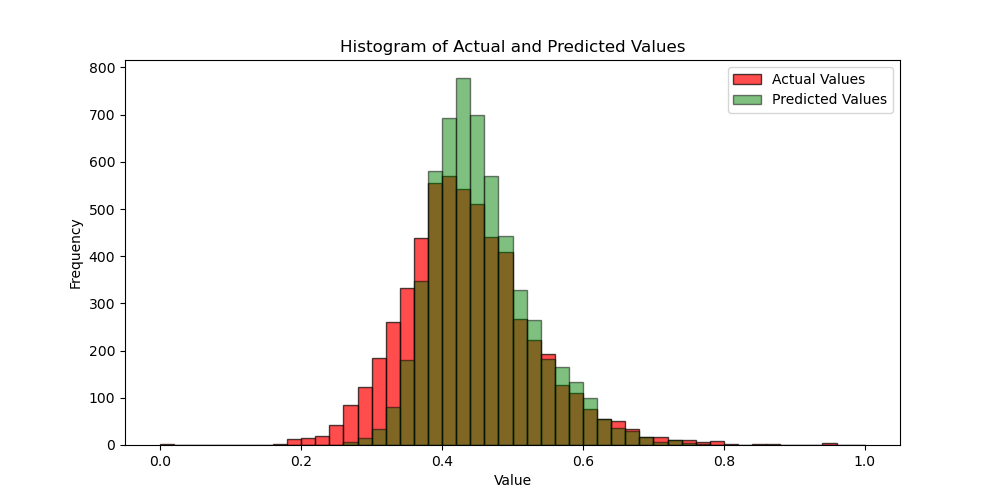 Histogram of Actual and Predicted Values
Actual Values
Predicted Values
800
700
600
500
400
300
200
100
0
Frequency
0.0 0.2 0.4 0.6 0.8 1.0
Value